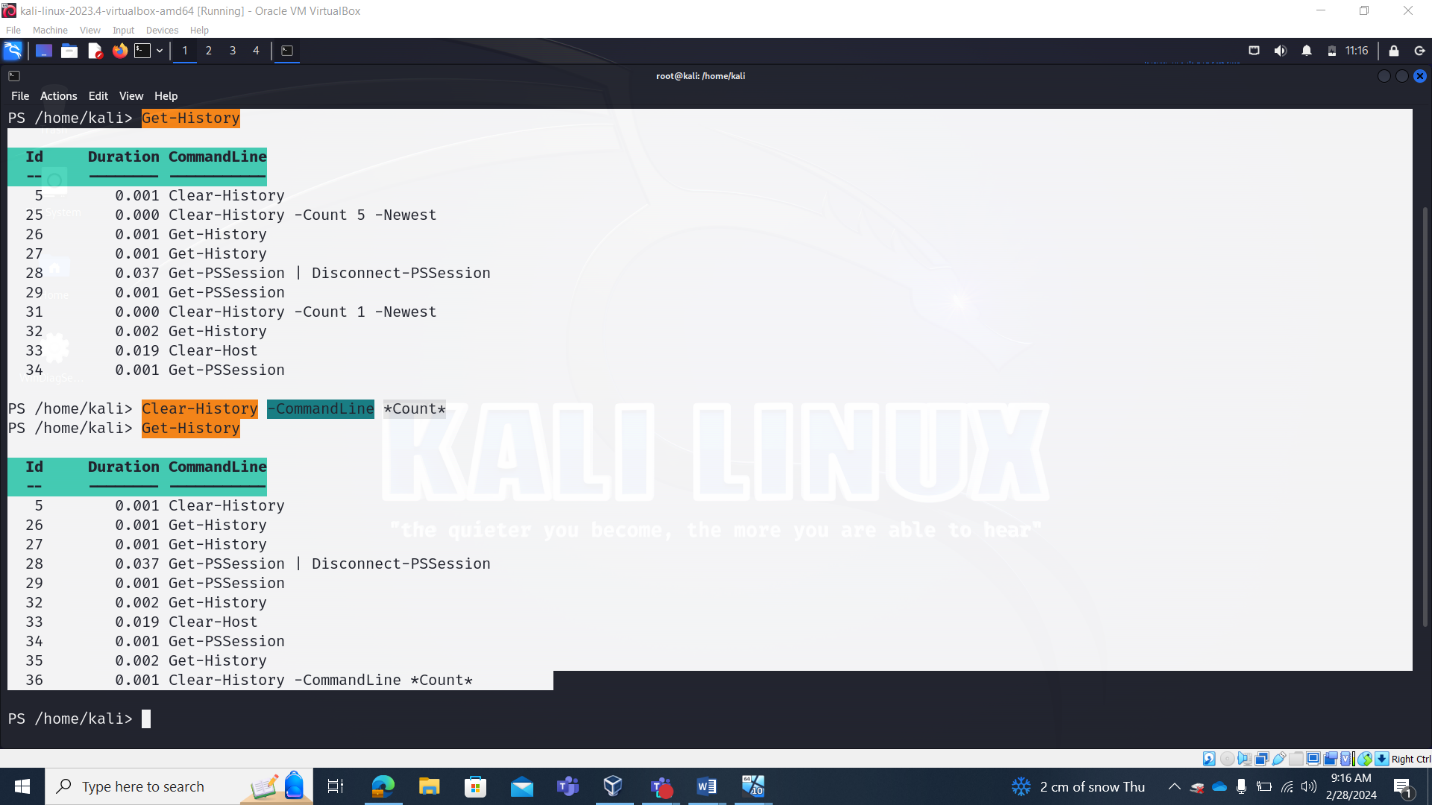 kali-linux-2023.4-virtualbox-amd64 [Running] - Oracle VM VirtualBox
File Machine View Input Devices Help
1 2 3 4 11:16
root@kali: /home/kali
File Actions Edit View Help
PS /home/kali> Get-History
Id Duration CommandLine
-- -------- -----------
5 0.001 Clear-History
25 0.000 Clear-History -Count 5 -Newest
26 0.001 Get-History
27 0.001 Get-History
28 0.037 Get-PSSession | Disconnect-PSSession
29 0.001 Get-PSSession
31 0.000 Clear-History -Count 1 -Newest
32 0.002 Get-History
33 0.019 Clear-Host
34 0.001 Get-PSSession
PS /home/kali> Clear-History -CommandLine *Count*
PS /home/kali> Get-History
KALI LINUX
Id Duration CommandLine
-- -------- -----------
5 0.001 Clear-History
26 0.001 Get-History
"the quieter you become, the more you are able to hear"
27 0.001 Get-History
28 0.037 Get-PSSession | Disconnect-PSSession
29 0.001 Get-PSSession
32 0.002 Get-History
33 0.019 Clear-Host
34 0.001 Get-PSSession
35 0.002 Get-History
36 0.001 Clear-History -CommandLine *Count*
PS /home/kali>
Right Ctrl
Type here to search
2 cm of snow Thu
9:16 AM
2/28/2024
1